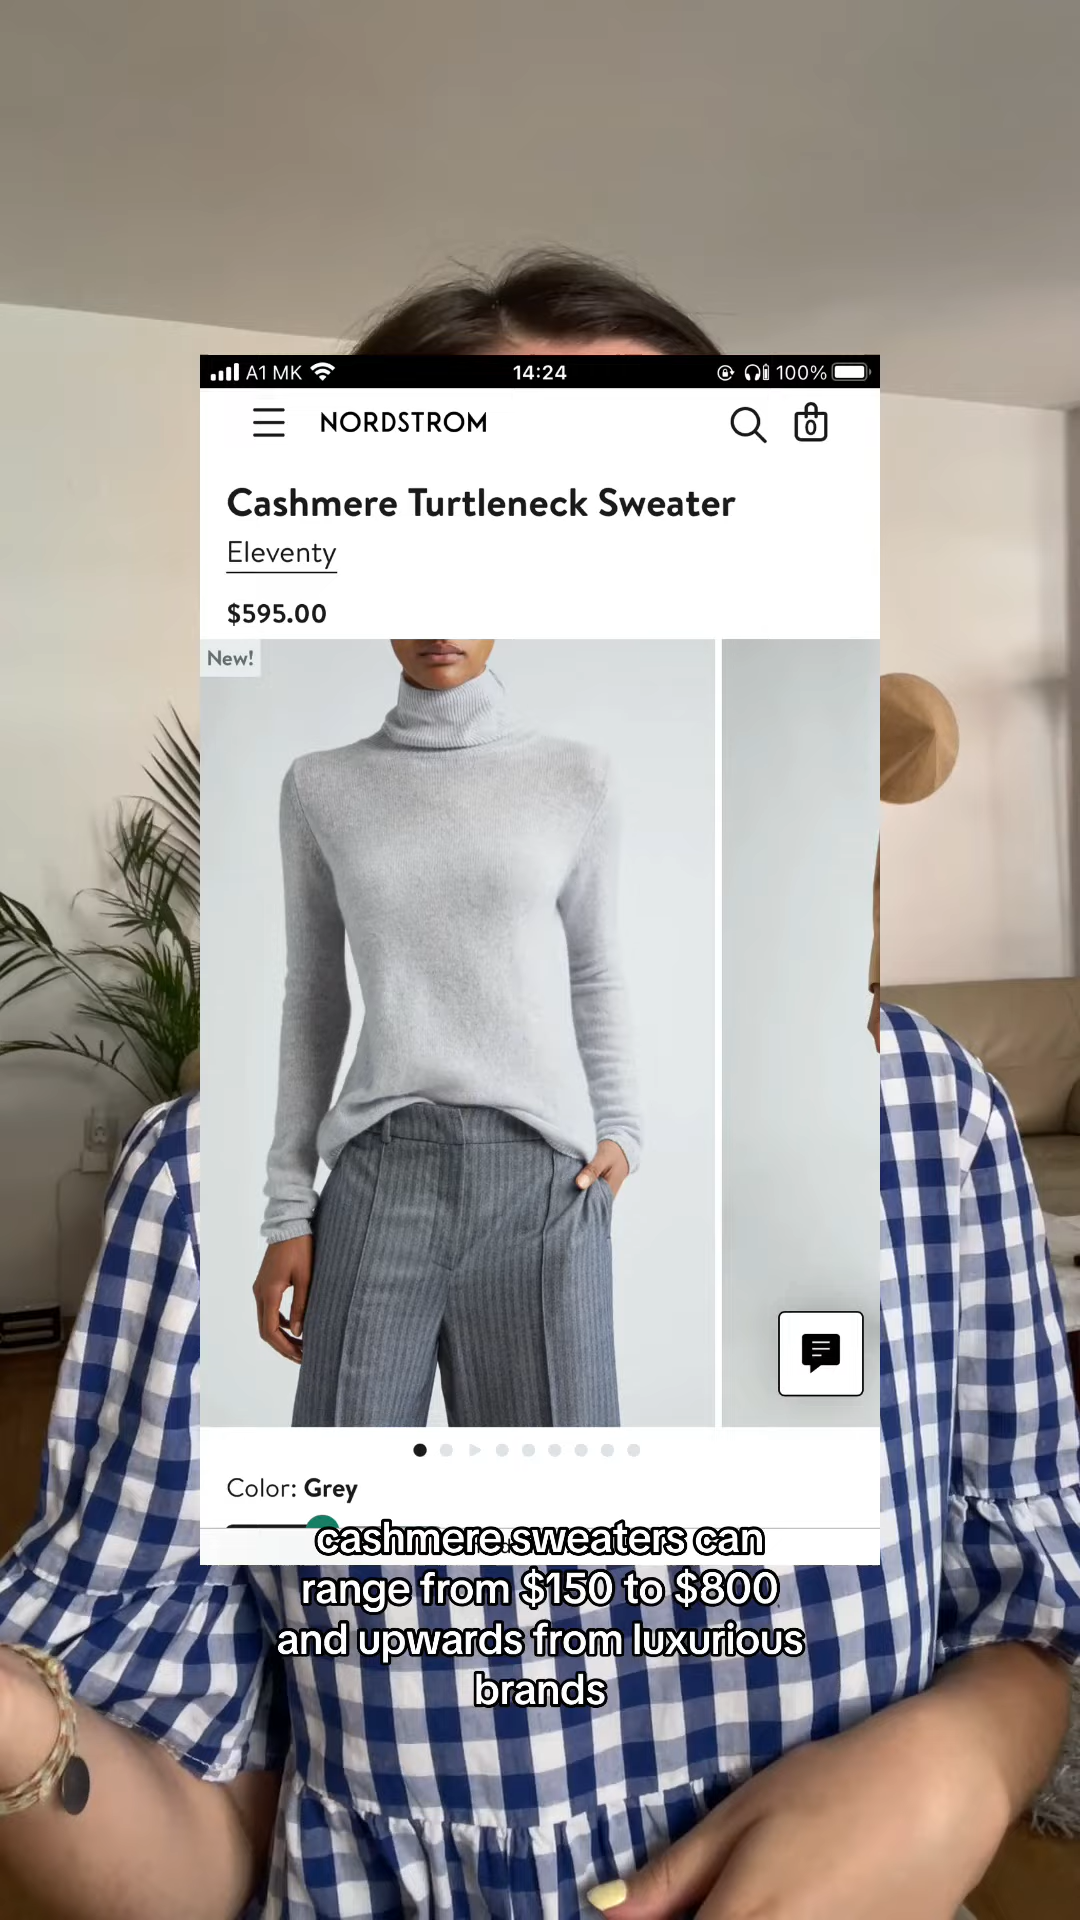 A1 MK 14:24 100%
NORDSTROM 0
Cashmere Turtleneck Sweater
Eleventy
$595.00
New!
Color: Grey
cashmere sweaters can
range from $150 to $800
and upwards from luxurious
brands